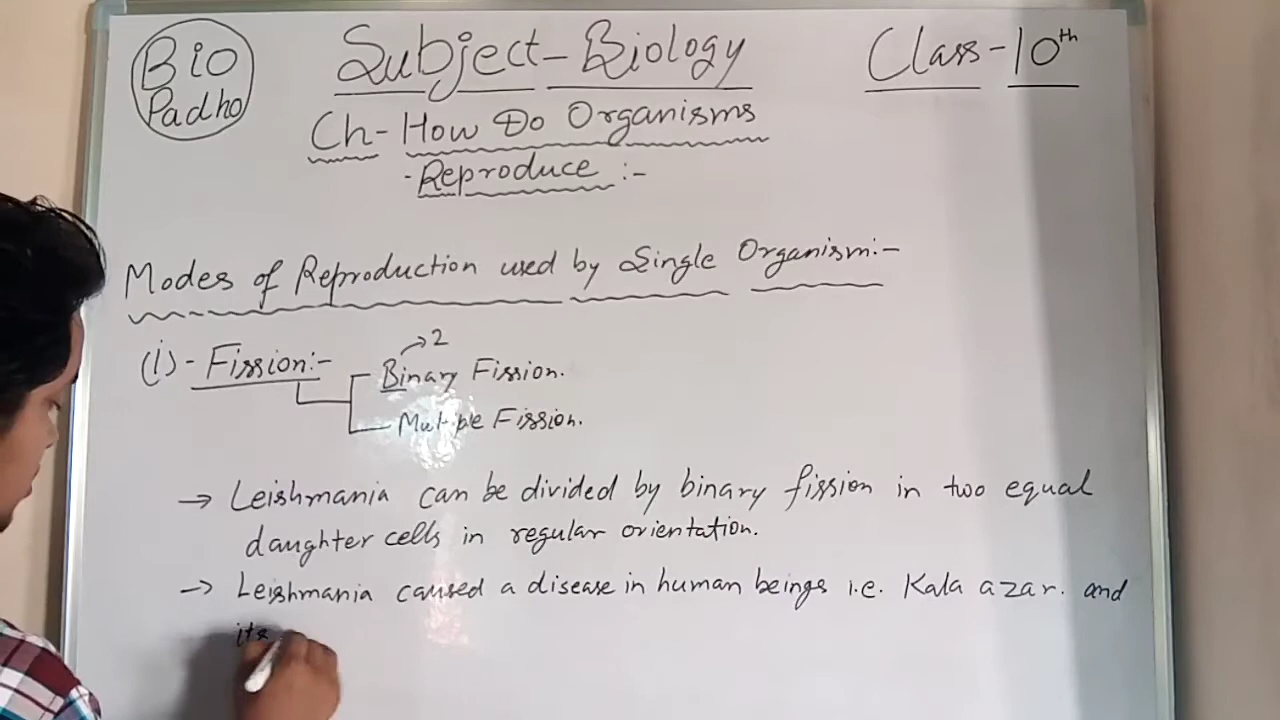 Bio
Padho
Subject-Biology
Class-10th
Ch-How Do Organisms
-Reproduce :-
Modes of Reproduction used by Single Organism:-
(i)- Fission:-
→2
Binary Fission.
Multiple Fission.
→ Leishmania can be divided by binary fission in two equal
daughter cells in regular orientation.
→ Leishmania caused a disease in human beings i.e. Kala azar. and
its